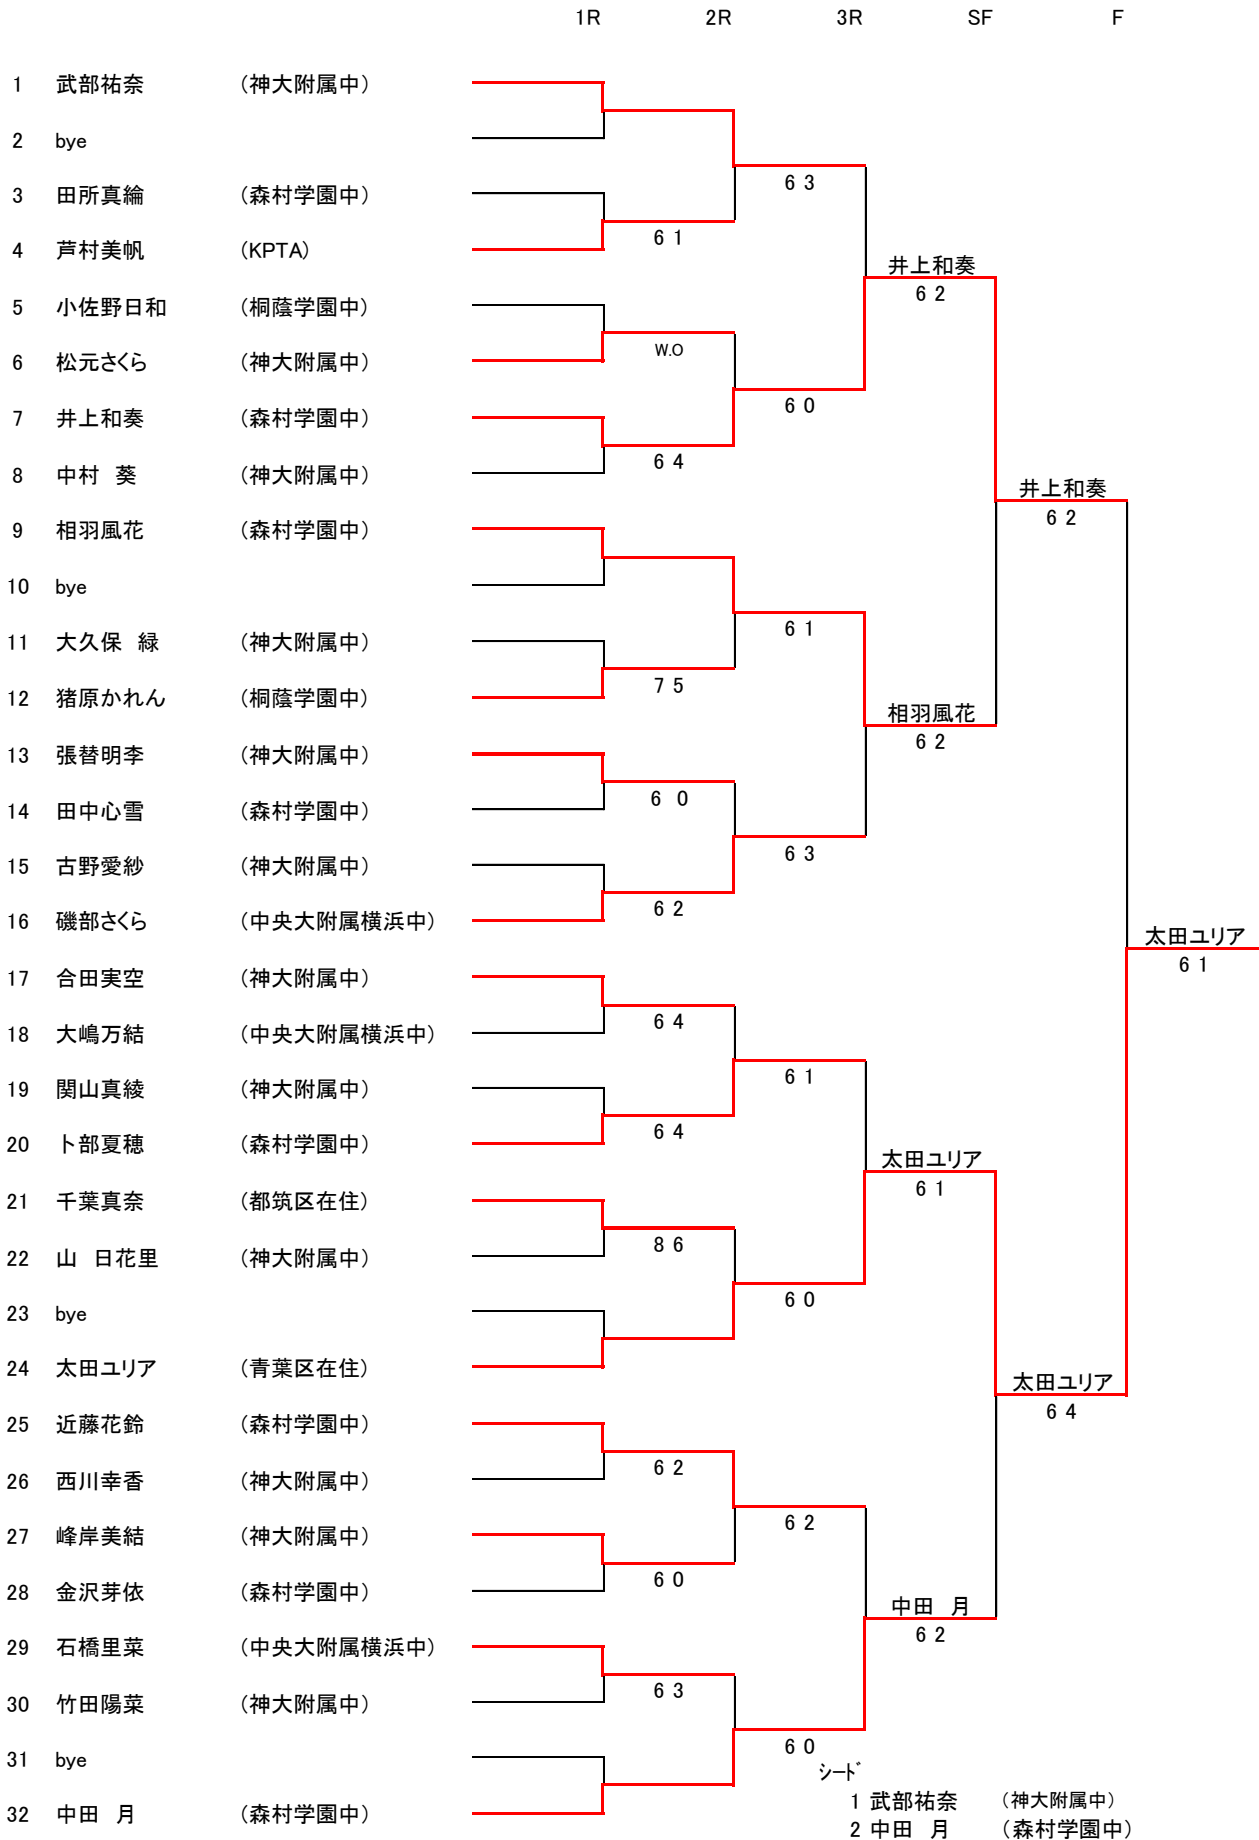 1R 2R 3R SF F
1 武部祐奈 (神大附属中)
2 bye
6 3
3 田所真綸 (森村学園中)
6 1
4 芦村美帆 (KPTA)
井上和奏
6 2
5 小佐野日和 (桐蔭学園中)
W.O
6 松元さくら (神大附属中)
6 0
7 井上和奏 (森村学園中)
6 4
8 中村 葵 (神大附属中)
井上和奏
6 2
9 相羽風花 (森村学園中)
10 bye
6 1
11 大久保 緑 (神大附属中)
7 5
12 猪原かれん (桐蔭学園中)
相羽風花
6 2
13 張替明李 (神大附属中)
6 0
14 田中心雪 (森村学園中)
6 3
15 古野愛紗 (神大附属中)
6 2
16 磯部さくら (中央大附属横浜中)
太田ユリア
6 1
17 合田実空 (神大附属中)
6 4
18 大嶋万結 (中央大附属横浜中)
6 1
19 関山真綾 (神大附属中)
6 4
20 卜部夏穂 (森村学園中)
太田ユリア
6 1
21 千葉真奈 (都筑区在住)
8 6
22 山 日花里 (神大附属中)
6 0
23 bye
24 太田ユリア (青葉区在住)
太田ユリア
6 4
25 近藤花鈴 (森村学園中)
6 2
26 西川幸香 (神大附属中)
6 2
27 峰岸美結 (神大附属中)
6 0
28 金沢芽依 (森村学園中)
中田 月
6 2
29 石橋里菜 (中央大附属横浜中)
6 3
30 竹田陽菜 (神大附属中)
6 0
31 bye
シード
1 武部祐奈 (神大附属中)
32 中田 月 (森村学園中)
2 中田 月 (森村学園中)